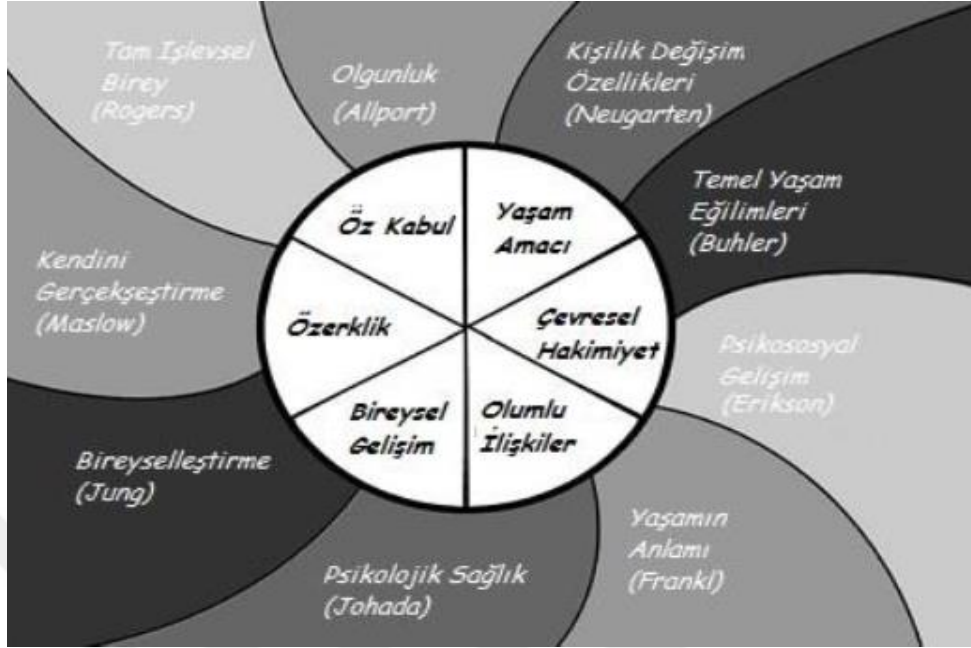 Tam İşlevsel
Birey
(Rogers)
Olgunluk
(Allport)
Kişilik Değişim
Özellikleri
(Neugarten)
Temel Yaşam
Eğilimleri
(Buhler)
Psikososyal
Gelişim
(Erikson)
Yaşamın
Anlamı
(Frankl)
Psikolojik Sağlık
(Johada)
Bireyselleştirme
(Jung)
Kendini
Gerçekşeştirme
(Maslow)
Öz Kabul
Yaşam
Amacı
Çevresel
Hakimiyet
Olumlu
İlişkiler
Bireysel
Gelişim
Özerklik